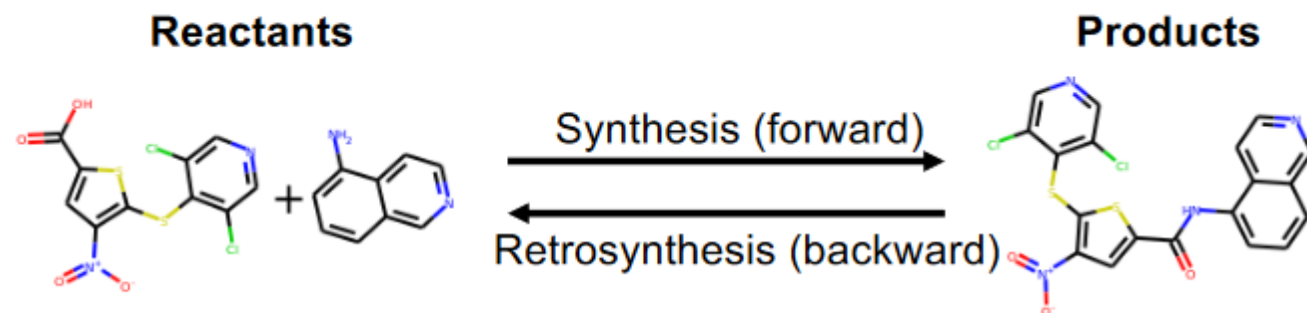 Reactants
Products
Synthesis (forward)
Retrosynthesis (backward)
OH
O
S
Cl
N
NH₂
+
S
Cl
N
N⁺
O
O⁻
N
Cl
Cl
N
S
S
HN
O
N⁺
O
O⁻